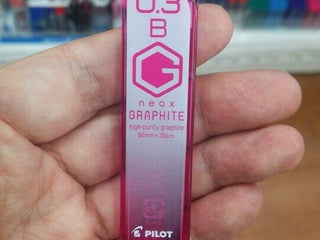 0.3
B
G
neox
GRAPHITE
high-purity graphite
60mm×20pcs
PILOT